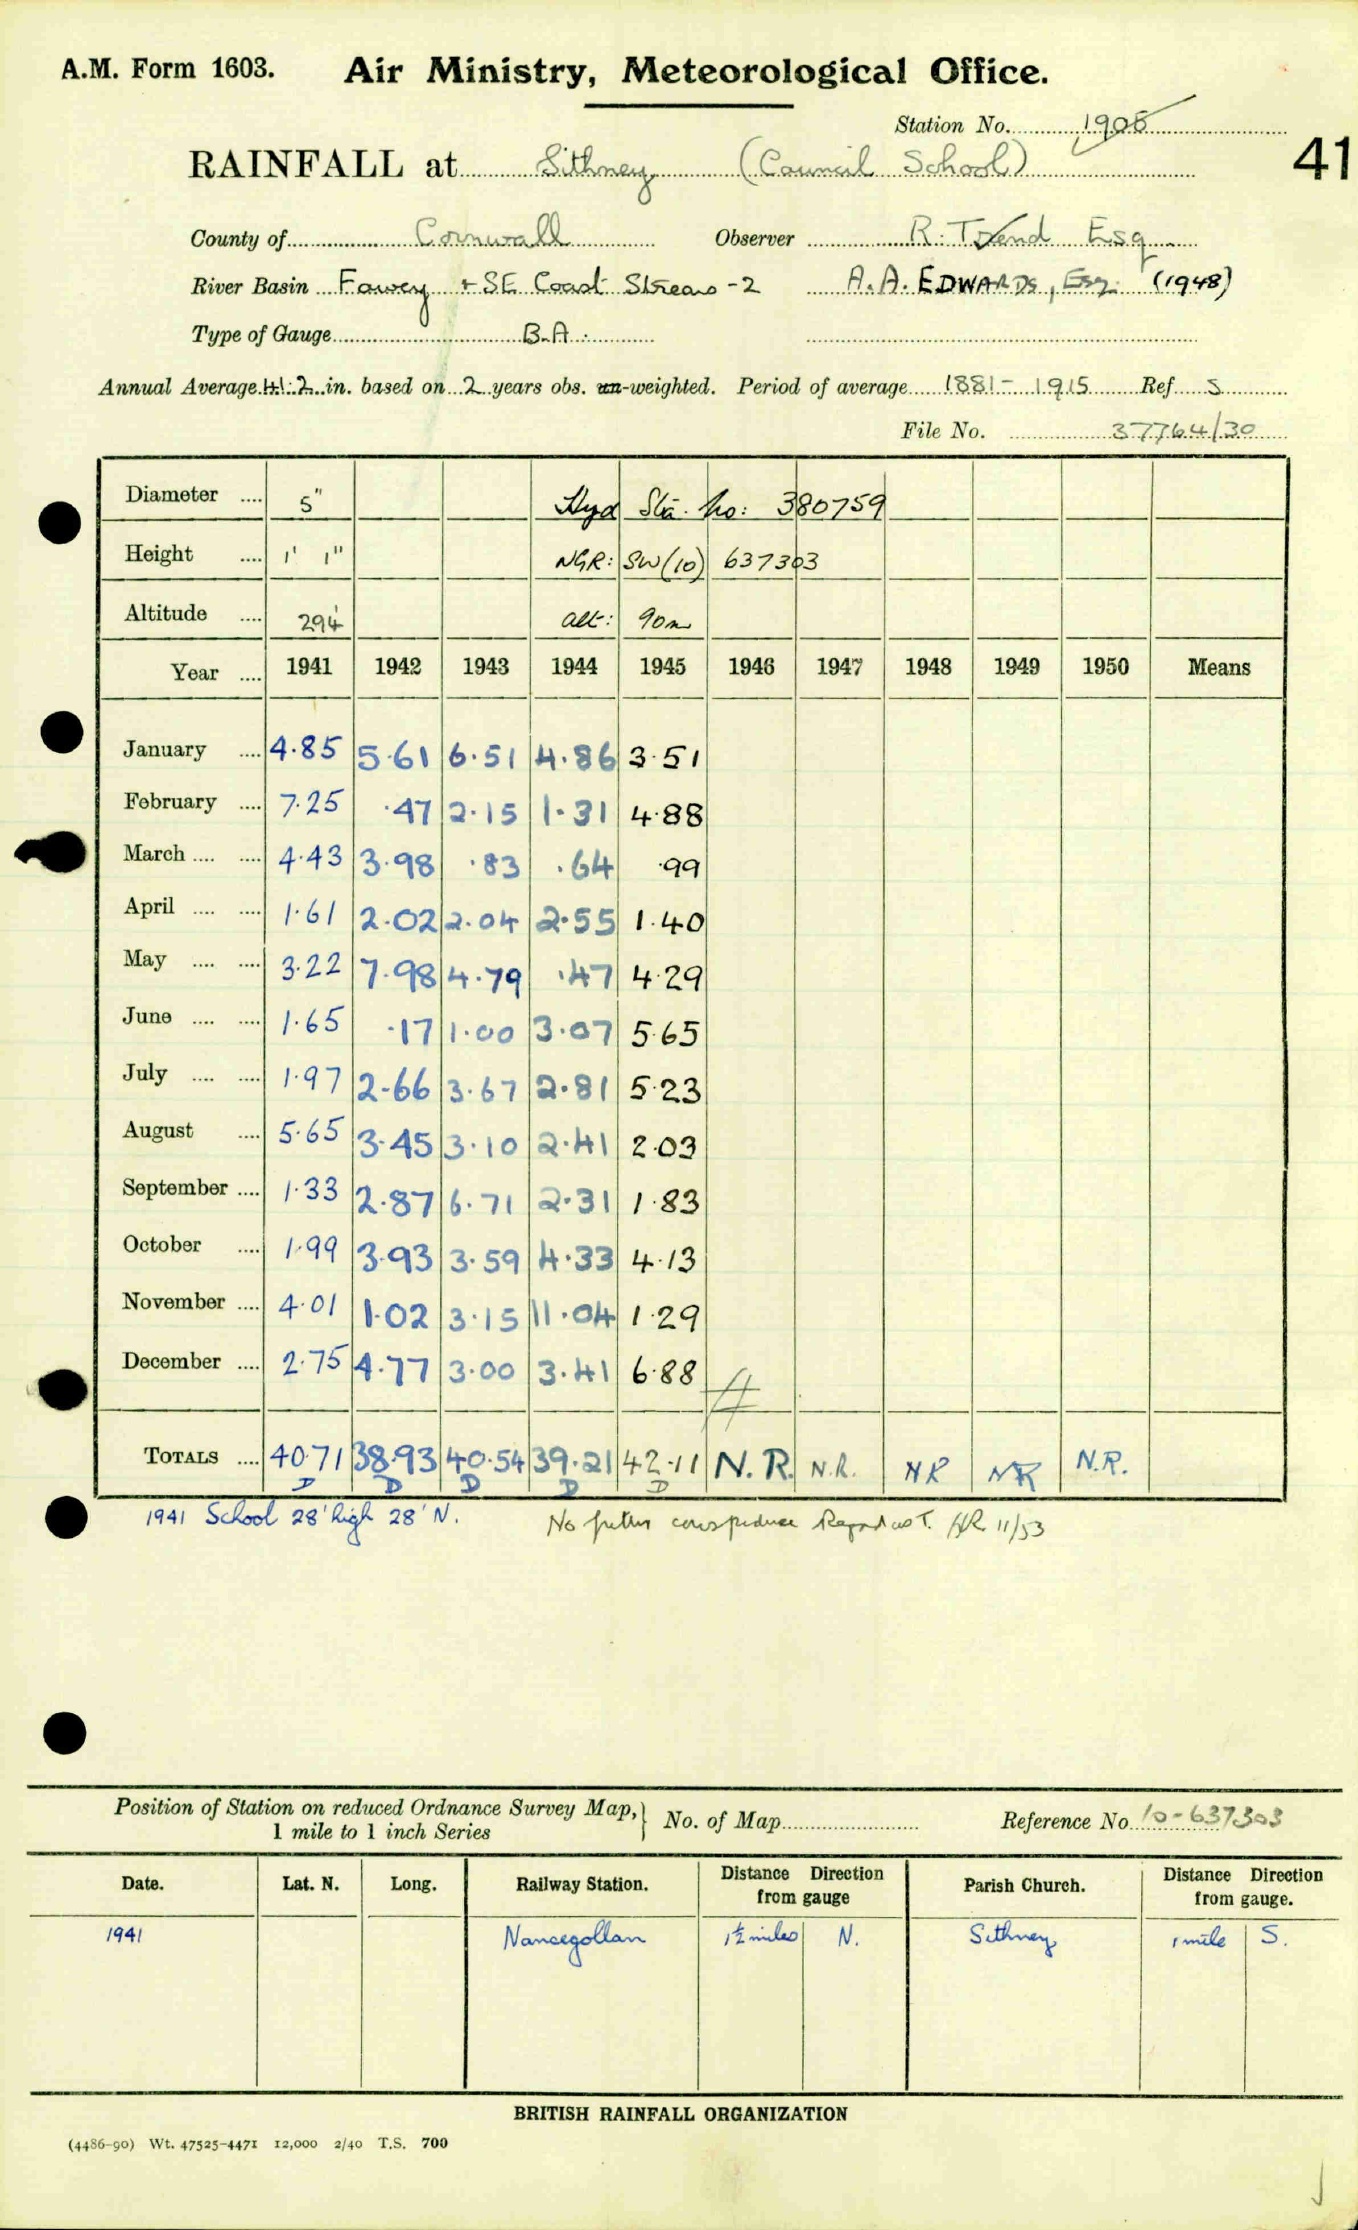 A.M. Form 1603. Air Ministry, Meteorological Office.
Station No. 1905
41
RAINFALL at Sithney (Council School)
County of Cornwall Observer R. Trend Esq
River Basin Fowey + SE Coast Streams -2 A.A. EDWARDS, Esq. (1948)
Type of Gauge B.A.
Annual Average 41.2 in. based on 2 years obs. un-weighted. Period of average 1881-1915 Ref S
File No. 37764/30
Diameter .... 5" Hyd Sta. No: 380759
Height .... 1' 1" NGR: SW(10) 637303
Altitude .... 294' alt: 90m
Year .... 1941 1942 1943 1944 1945 1946 1947 1948 1949 1950 Means
January .... 4.85 5.61 6.51 4.86 3.51
February .... 7.25 .47 2.15 1.31 4.88
March .... .... 4.43 3.98 .83 .64 .99
April .... .... 1.61 2.02 2.04 2.55 1.40
May .... .... 3.22 7.98 4.79 .47 4.29
June .... .... 1.65 .17 1.00 3.07 5.65
July .... .... 1.97 2.66 3.67 2.81 5.23
August .... 5.65 3.45 3.10 2.41 2.03
September .... 1.33 2.87 6.71 2.31 1.83
October .... 1.99 3.93 3.59 4.33 4.13
November .... 4.01 1.02 3.15 11.04 1.29
December .... 2.75 4.77 3.00 3.41 6.88
TOTALS .... 40.71 38.93 40.54 39.21 42.11 N.R. N.R. NR NR N.R.
D D D D D
1941 School 28' high 28' N. No further correspondence Regard as T. 11/53
Position of Station on reduced Ordnance Survey Map, } No. of Map Reference No 10-637303
1 mile to 1 inch Series
Date. Lat. N. Long. Railway Station. Distance Direction from gauge Parish Church. Distance Direction from gauge.
1941 Nancegollan 1½ miles N. Sithney 1 mile S.
BRITISH RAINFALL ORGANIZATION
(4486-90) Wt. 47525-4471 12,000 2/40 T.S. 700